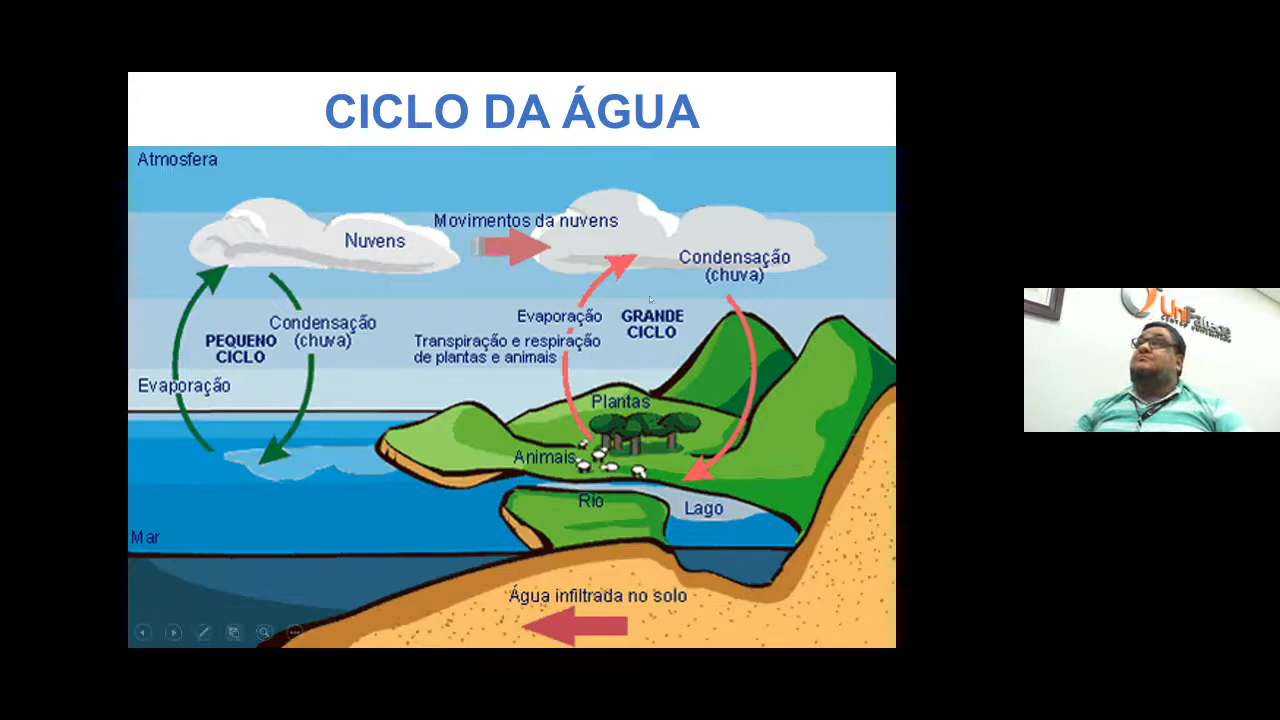 CICLO DA ÁGUA
Atmosfera
Movimentos da nuvens
Nuvens
Condensação
(chuva)
Evaporação
GRANDE
CICLO
Condensação
(chuva)
PEQUENO
CICLO
Transpiração e respiração
de plantas e animais
Evaporação
Plantas
Animais
Rio
Lago
Mar
Água infiltrada no solo
UniFatecie